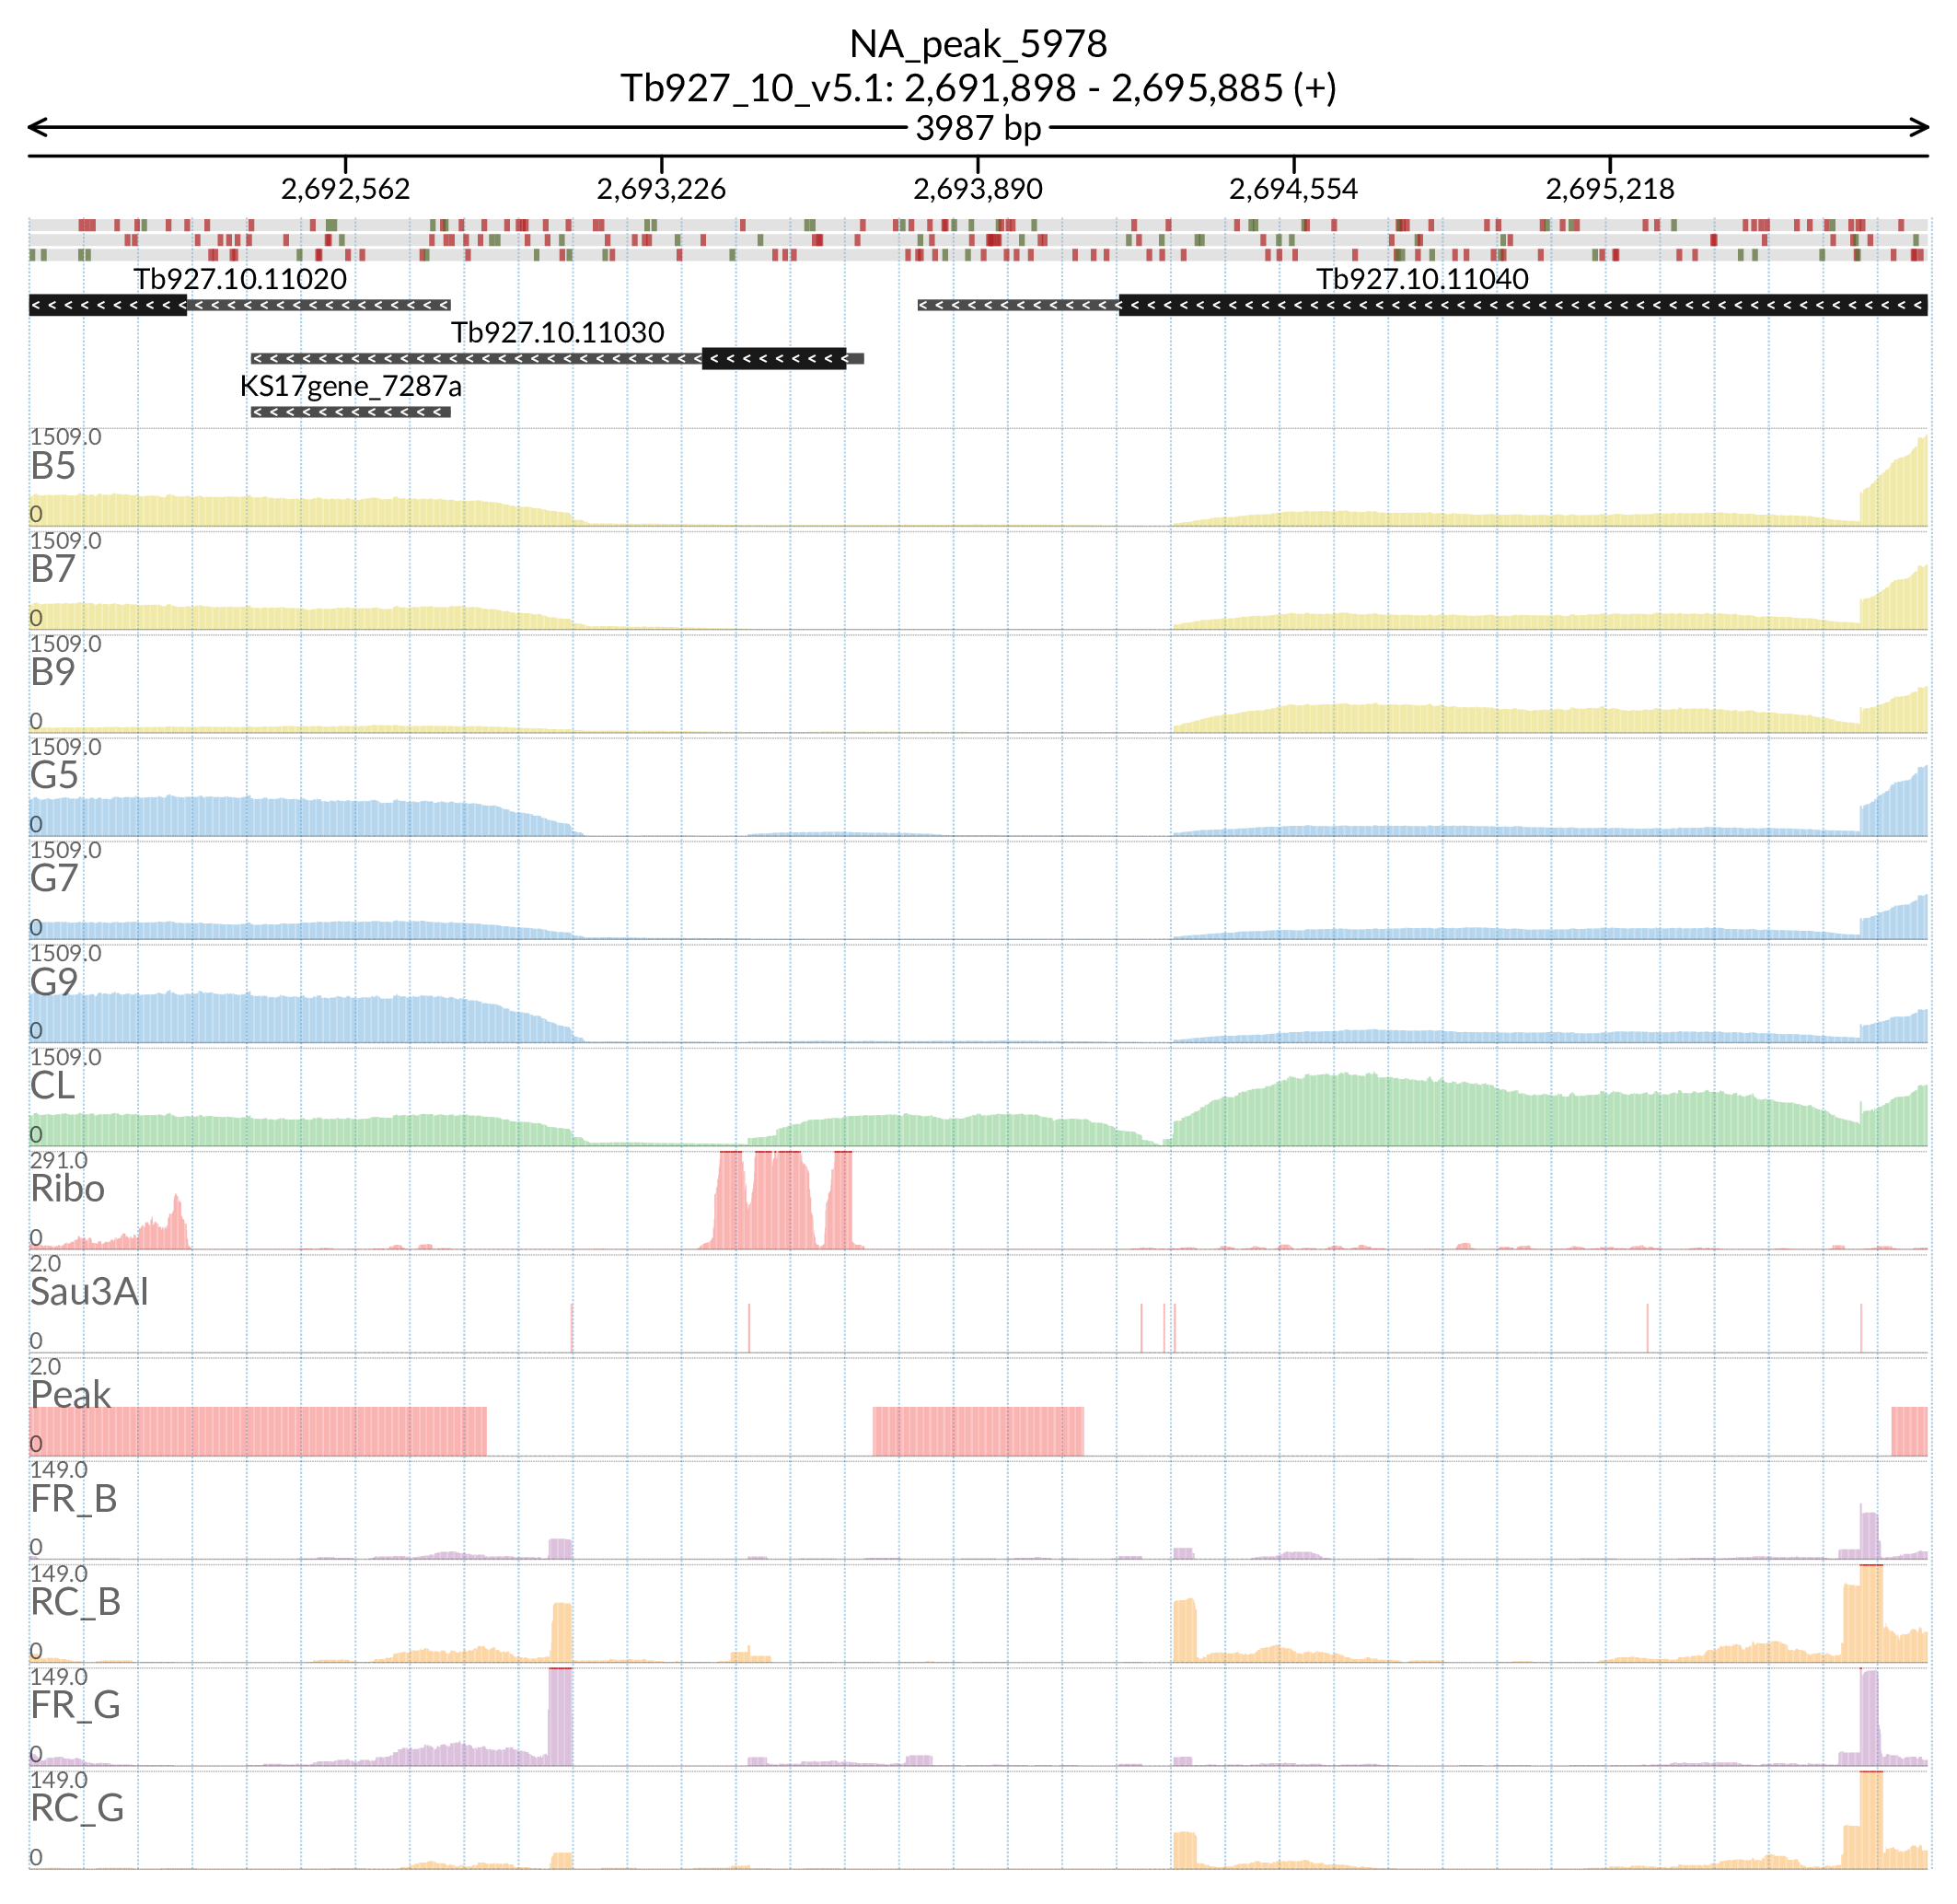 NA_peak_5978
Tb927_10_v5.1: 2,691,898 - 2,695,885 (+)
3987 bp
2,692,562 2,693,226 2,693,890 2,694,554 2,695,218
Tb927.10.11020 Tb927.10.11040
Tb927.10.11030
KS17gene_7287a
1509.0
B5
0
1509.0
B7
0
1509.0
B9
0
1509.0
G5
0
1509.0
G7
0
1509.0
G9
0
1509.0
CL
0
291.0
Ribo
0
2.0
Sau3AI
0
2.0
Peak
0
149.0
FR_B
0
149.0
RC_B
0
149.0
FR_G
0
149.0
RC_G
0